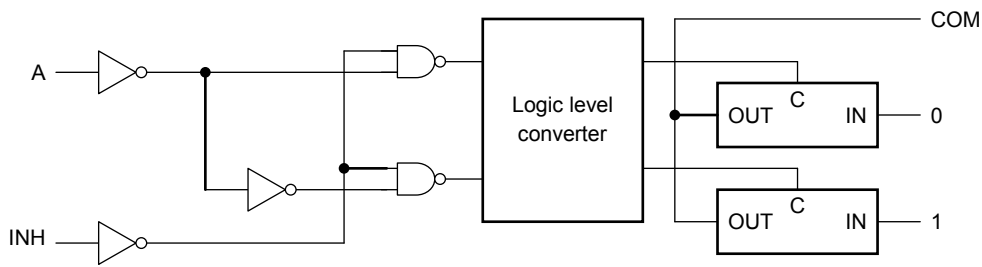 COM
A
Logic level
converter
C
OUT
IN
0
C
OUT
IN
1
INH